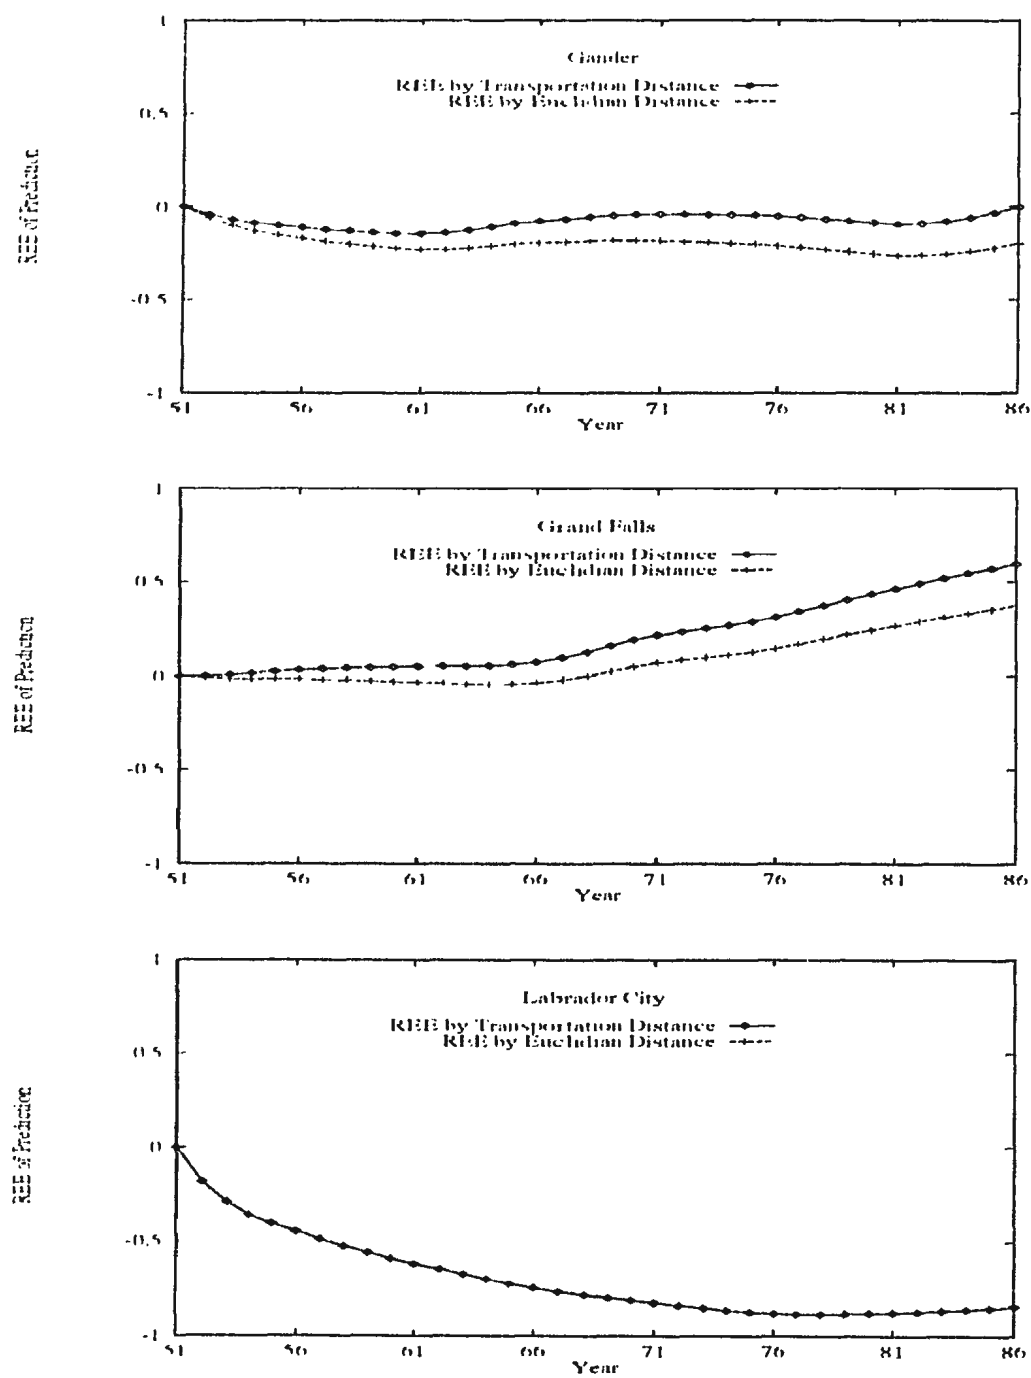 1
Gander
REE by Transportation Distance
REE by Euclidian Distance
0.5
REE of Prediction
0
-0.5
-1
51 56 61 66 71 76 81 86
Year
1
Grand Falls
REE by Transportation Distance
REE by Euclidian Distance
0.5
REE of Prediction
0
-0.5
-1
51 56 61 66 71 76 81 86
Year
1
Labrador City
REE by Transportation Distance
REE by Euclidian Distance
0.5
REE of Prediction
0
-0.5
-1
51 56 61 66 71 76 81 86
Year